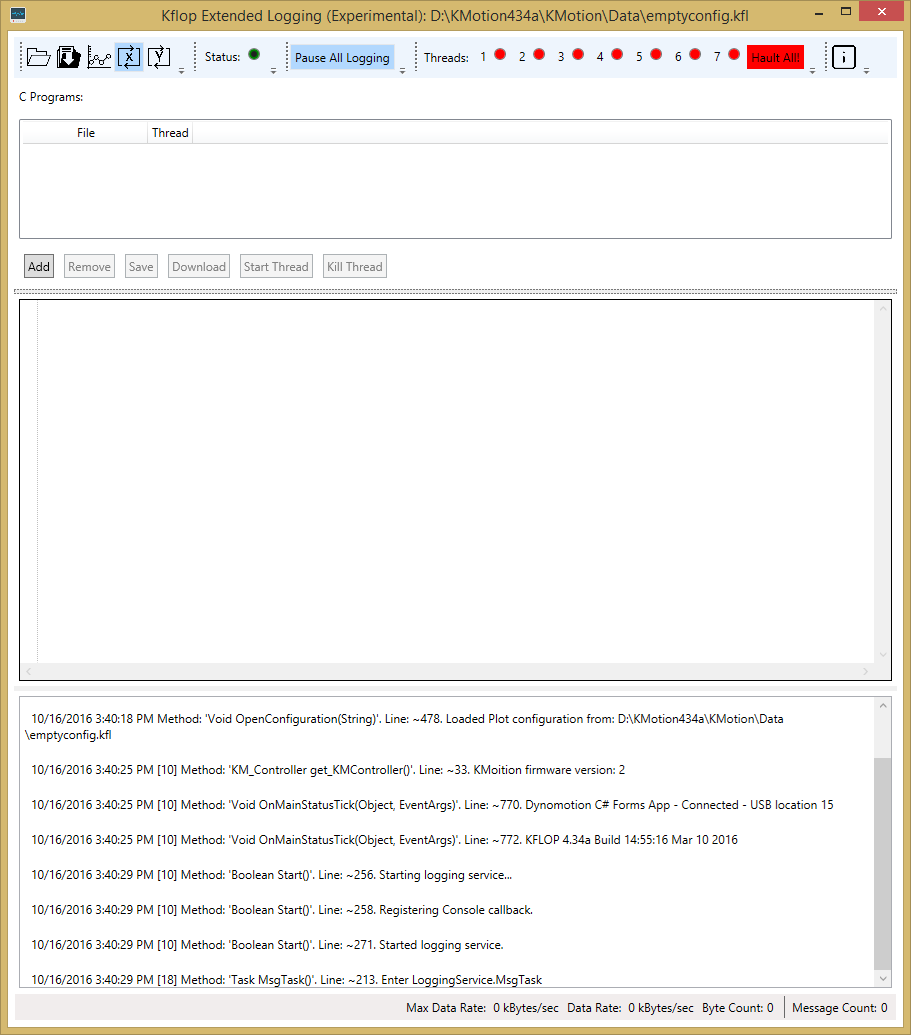 Kflop Extended Logging (Experimental): D:\KMotion434a\KMotion\Data\emptyconfig.kfl
X Y Status: Pause All Logging Threads: 1 2 3 4 5 6 7 Hault All! i
C Programs:
File Thread
Add Remove Save Download Start Thread Kill Thread
10/16/2016 3:40:18 PM Method: 'Void OpenConfiguration(String)'. Line: ~478. Loaded Plot configuration from: D:\KMotion434a\KMotion\Data
\emptyconfig.kfl
10/16/2016 3:40:25 PM [10] Method: 'KM_Controller get_KMController()'. Line: ~33. KMoition firmware version: 2
10/16/2016 3:40:25 PM [10] Method: 'Void OnMainStatusTick(Object, EventArgs)'. Line: ~770. Dynomotion C# Forms App - Connected - USB location 15
10/16/2016 3:40:25 PM [10] Method: 'Void OnMainStatusTick(Object, EventArgs)'. Line: ~772. KFLOP 4.34a Build 14:55:16 Mar 10 2016
10/16/2016 3:40:29 PM [10] Method: 'Boolean Start()'. Line: ~256. Starting logging service...
10/16/2016 3:40:29 PM [10] Method: 'Boolean Start()'. Line: ~258. Registering Console callback.
10/16/2016 3:40:29 PM [10] Method: 'Boolean Start()'. Line: ~271. Started logging service.
10/16/2016 3:40:29 PM [18] Method: 'Task MsgTask()'. Line: ~213. Enter LoggingService.MsgTask
Max Data Rate: 0 kBytes/sec Data Rate: 0 kBytes/sec Byte Count: 0 Message Count: 0